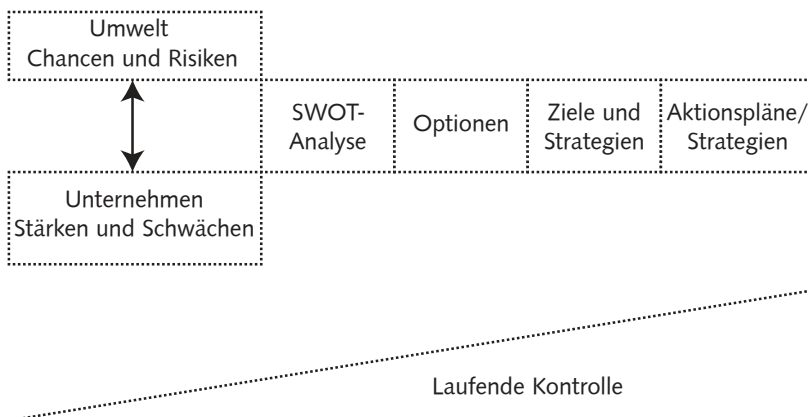 Umwelt
Chancen und Risiken
SWOT-
Analyse
Optionen
Ziele und
Strategien
Aktionspläne/
Strategien
Unternehmen
Stärken und Schwächen
Laufende Kontrolle